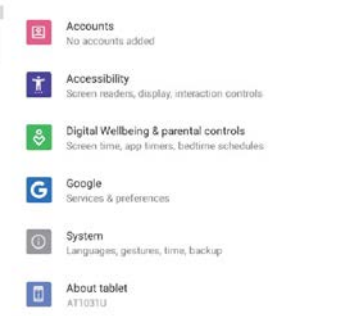 Accounts
No accounts added
Accessibility
Screen readers, display, interaction controls
Digital Wellbeing & parental controls
Screen time, app timers, bedtime schedules
Google
Services & preferences
System
Languages, gestures, time, backup
About tablet
AT1031U